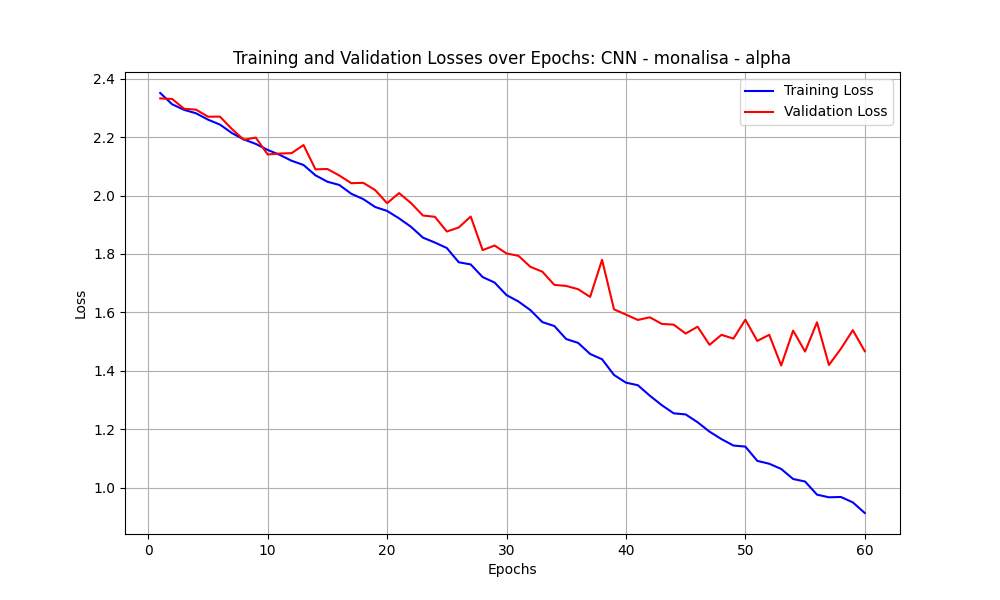 Training and Validation Losses over Epochs: CNN - monalisa - alpha
Training Loss
Validation Loss
2.4
2.2
2.0
1.8
1.6
1.4
1.2
1.0
Loss
0 10 20 30 40 50 60
Epochs